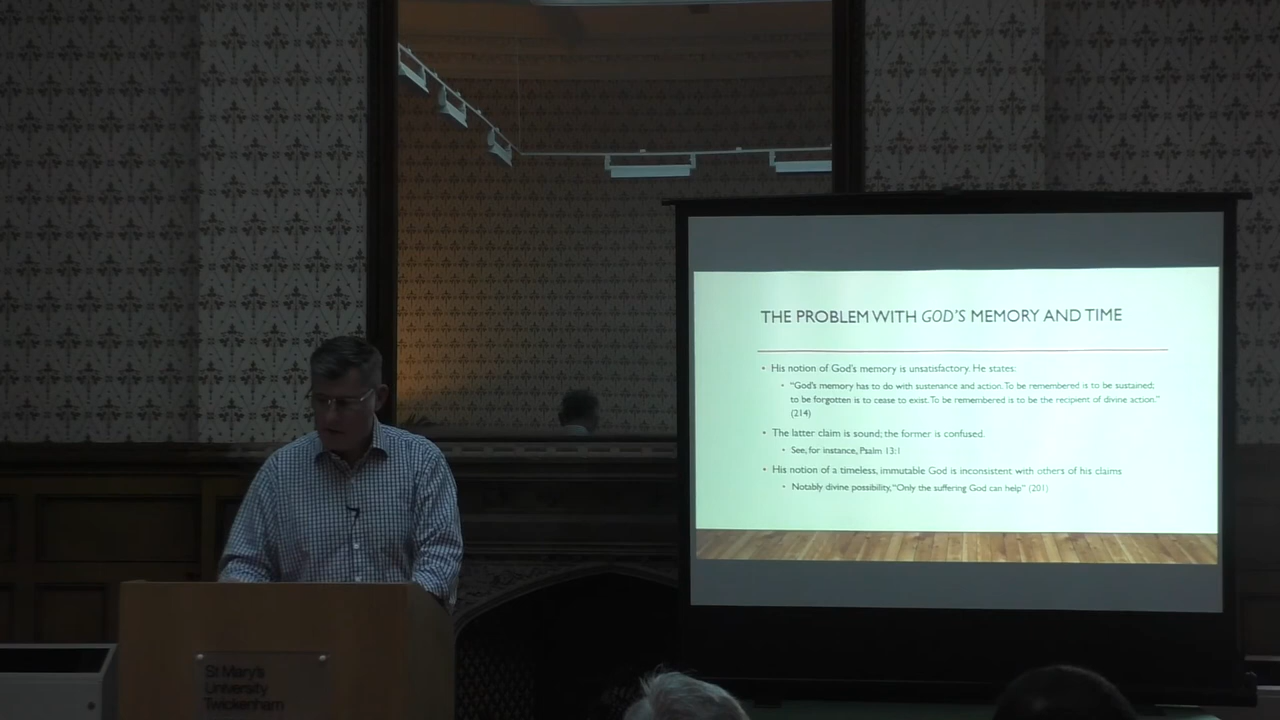 THE PROBLEM WITH GOD'S MEMORY AND TIME
• His notion of God's memory is unsatisfactory. He states:
• "God's memory has to do with sustenance and action. To be remembered is to be sustained;
to be forgotten is to cease to exist. To be remembered is to be the recipient of divine action."
(214)
• The latter claim is sound; the former is confused.
• See, for instance, Psalm 13:1
• His notion of a timeless, immutable God is inconsistent with others of his claims
• Notably divine possibility, "Only the suffering God can help" (201)
St Mary's
University
Twickenham